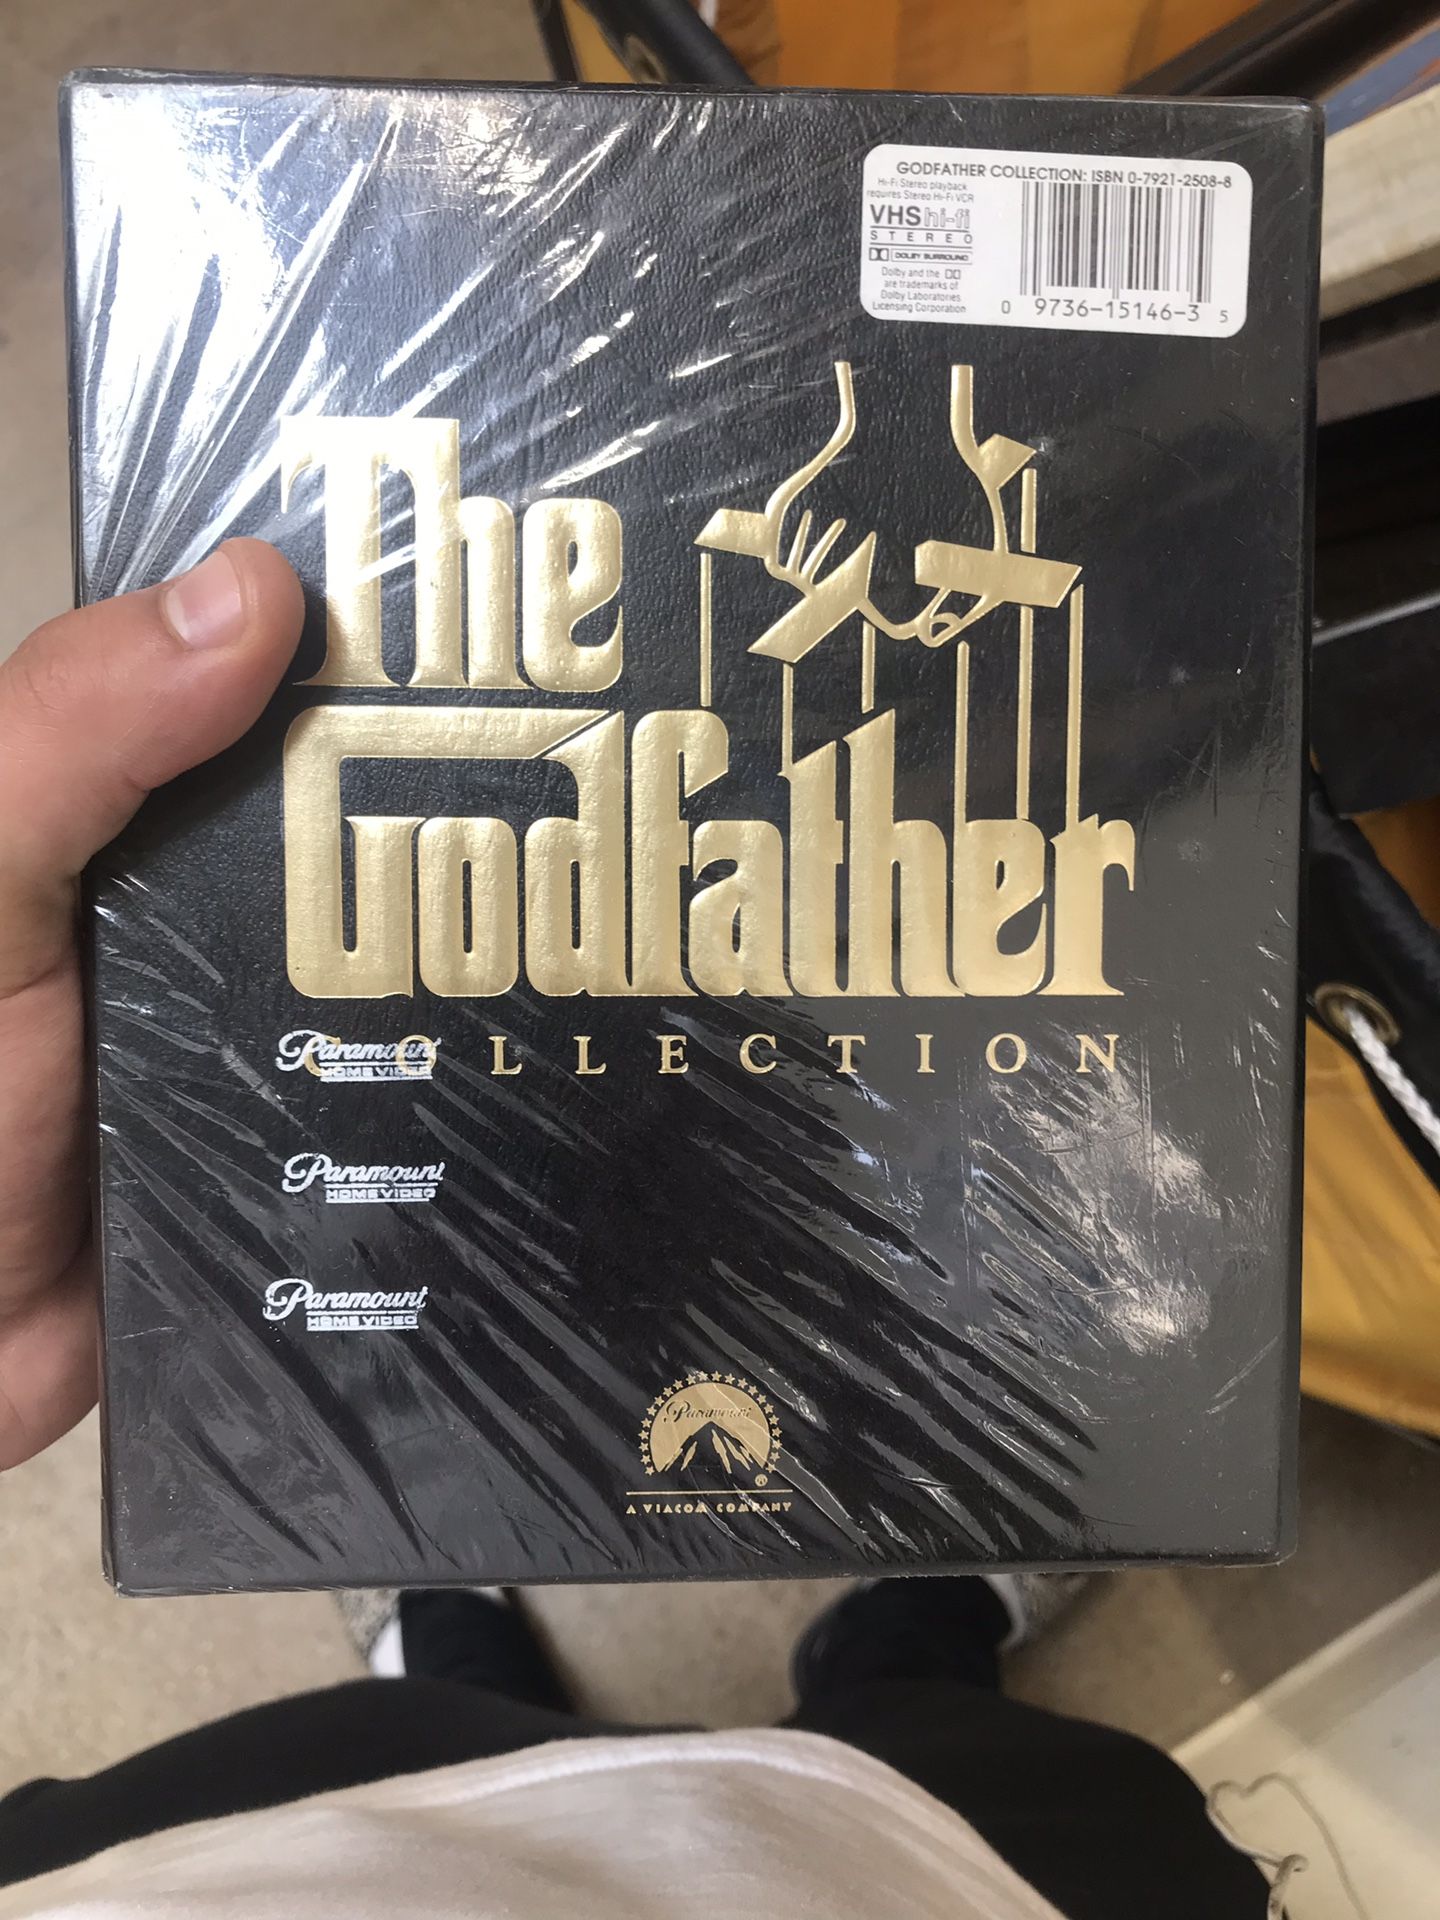 GODFATHER COLLECTION: ISBN 0-7921-2508-8
Hi-Fi Stereo playback
requires Stereo Hi-Fi VCR
VHS hi-fi
STEREO
DOLBY SURROUND
Dolby and the
are trademarks of
Dolby Laboratories
Licensing Corporation
0 9736-15146-3 5
The
Godfather
COLLECTION
Paramount
HOME VIDEO
Paramount
HOME VIDEO
Paramount
HOME VIDEO
Paramount
®
A VIACOM COMPANY